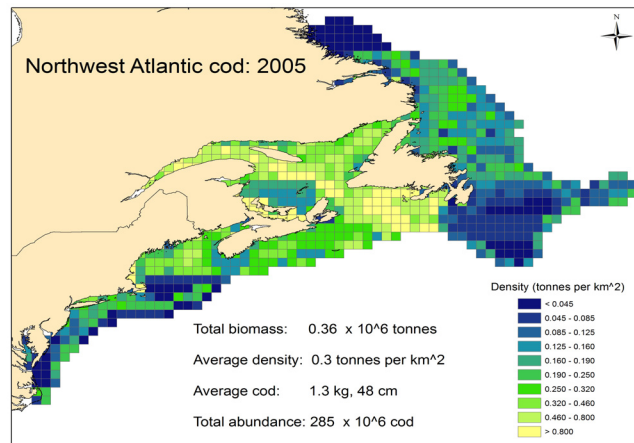 N
Northwest Atlantic cod: 2005
Density (tonnes per km^2)
< 0.045
0.045 -0.085
0.085 -0.125
0.125 -0.160
0.160 -0.190
0.190 -0.250
0.250 -0.320
0.320 -0.460
0.460 -0.800
> 0.800
Total biomass: 0.36 x 10^6 tonnes
Average density: 0.3 tonnes per km^2
Average cod: 1.3 kg, 48 cm
Total abundance: 285 x 10^6 cod